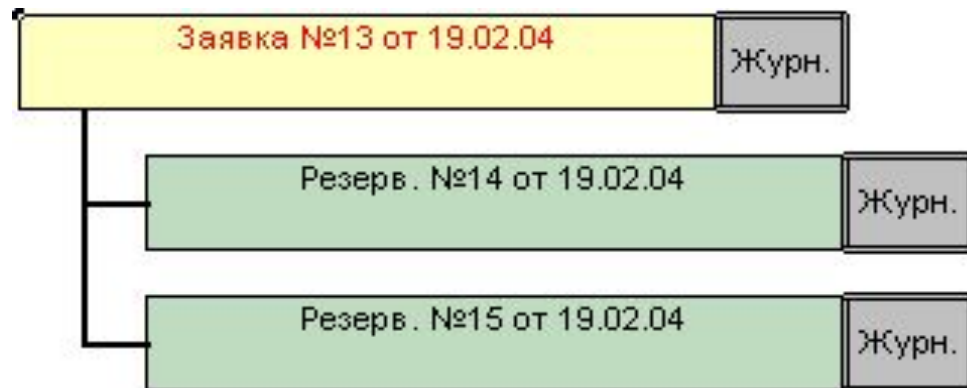 Заявка №13 от 19.02.04
Журн.
Резерв. №14 от 19.02.04
Журн.
Резерв. №15 от 19.02.04
Журн.